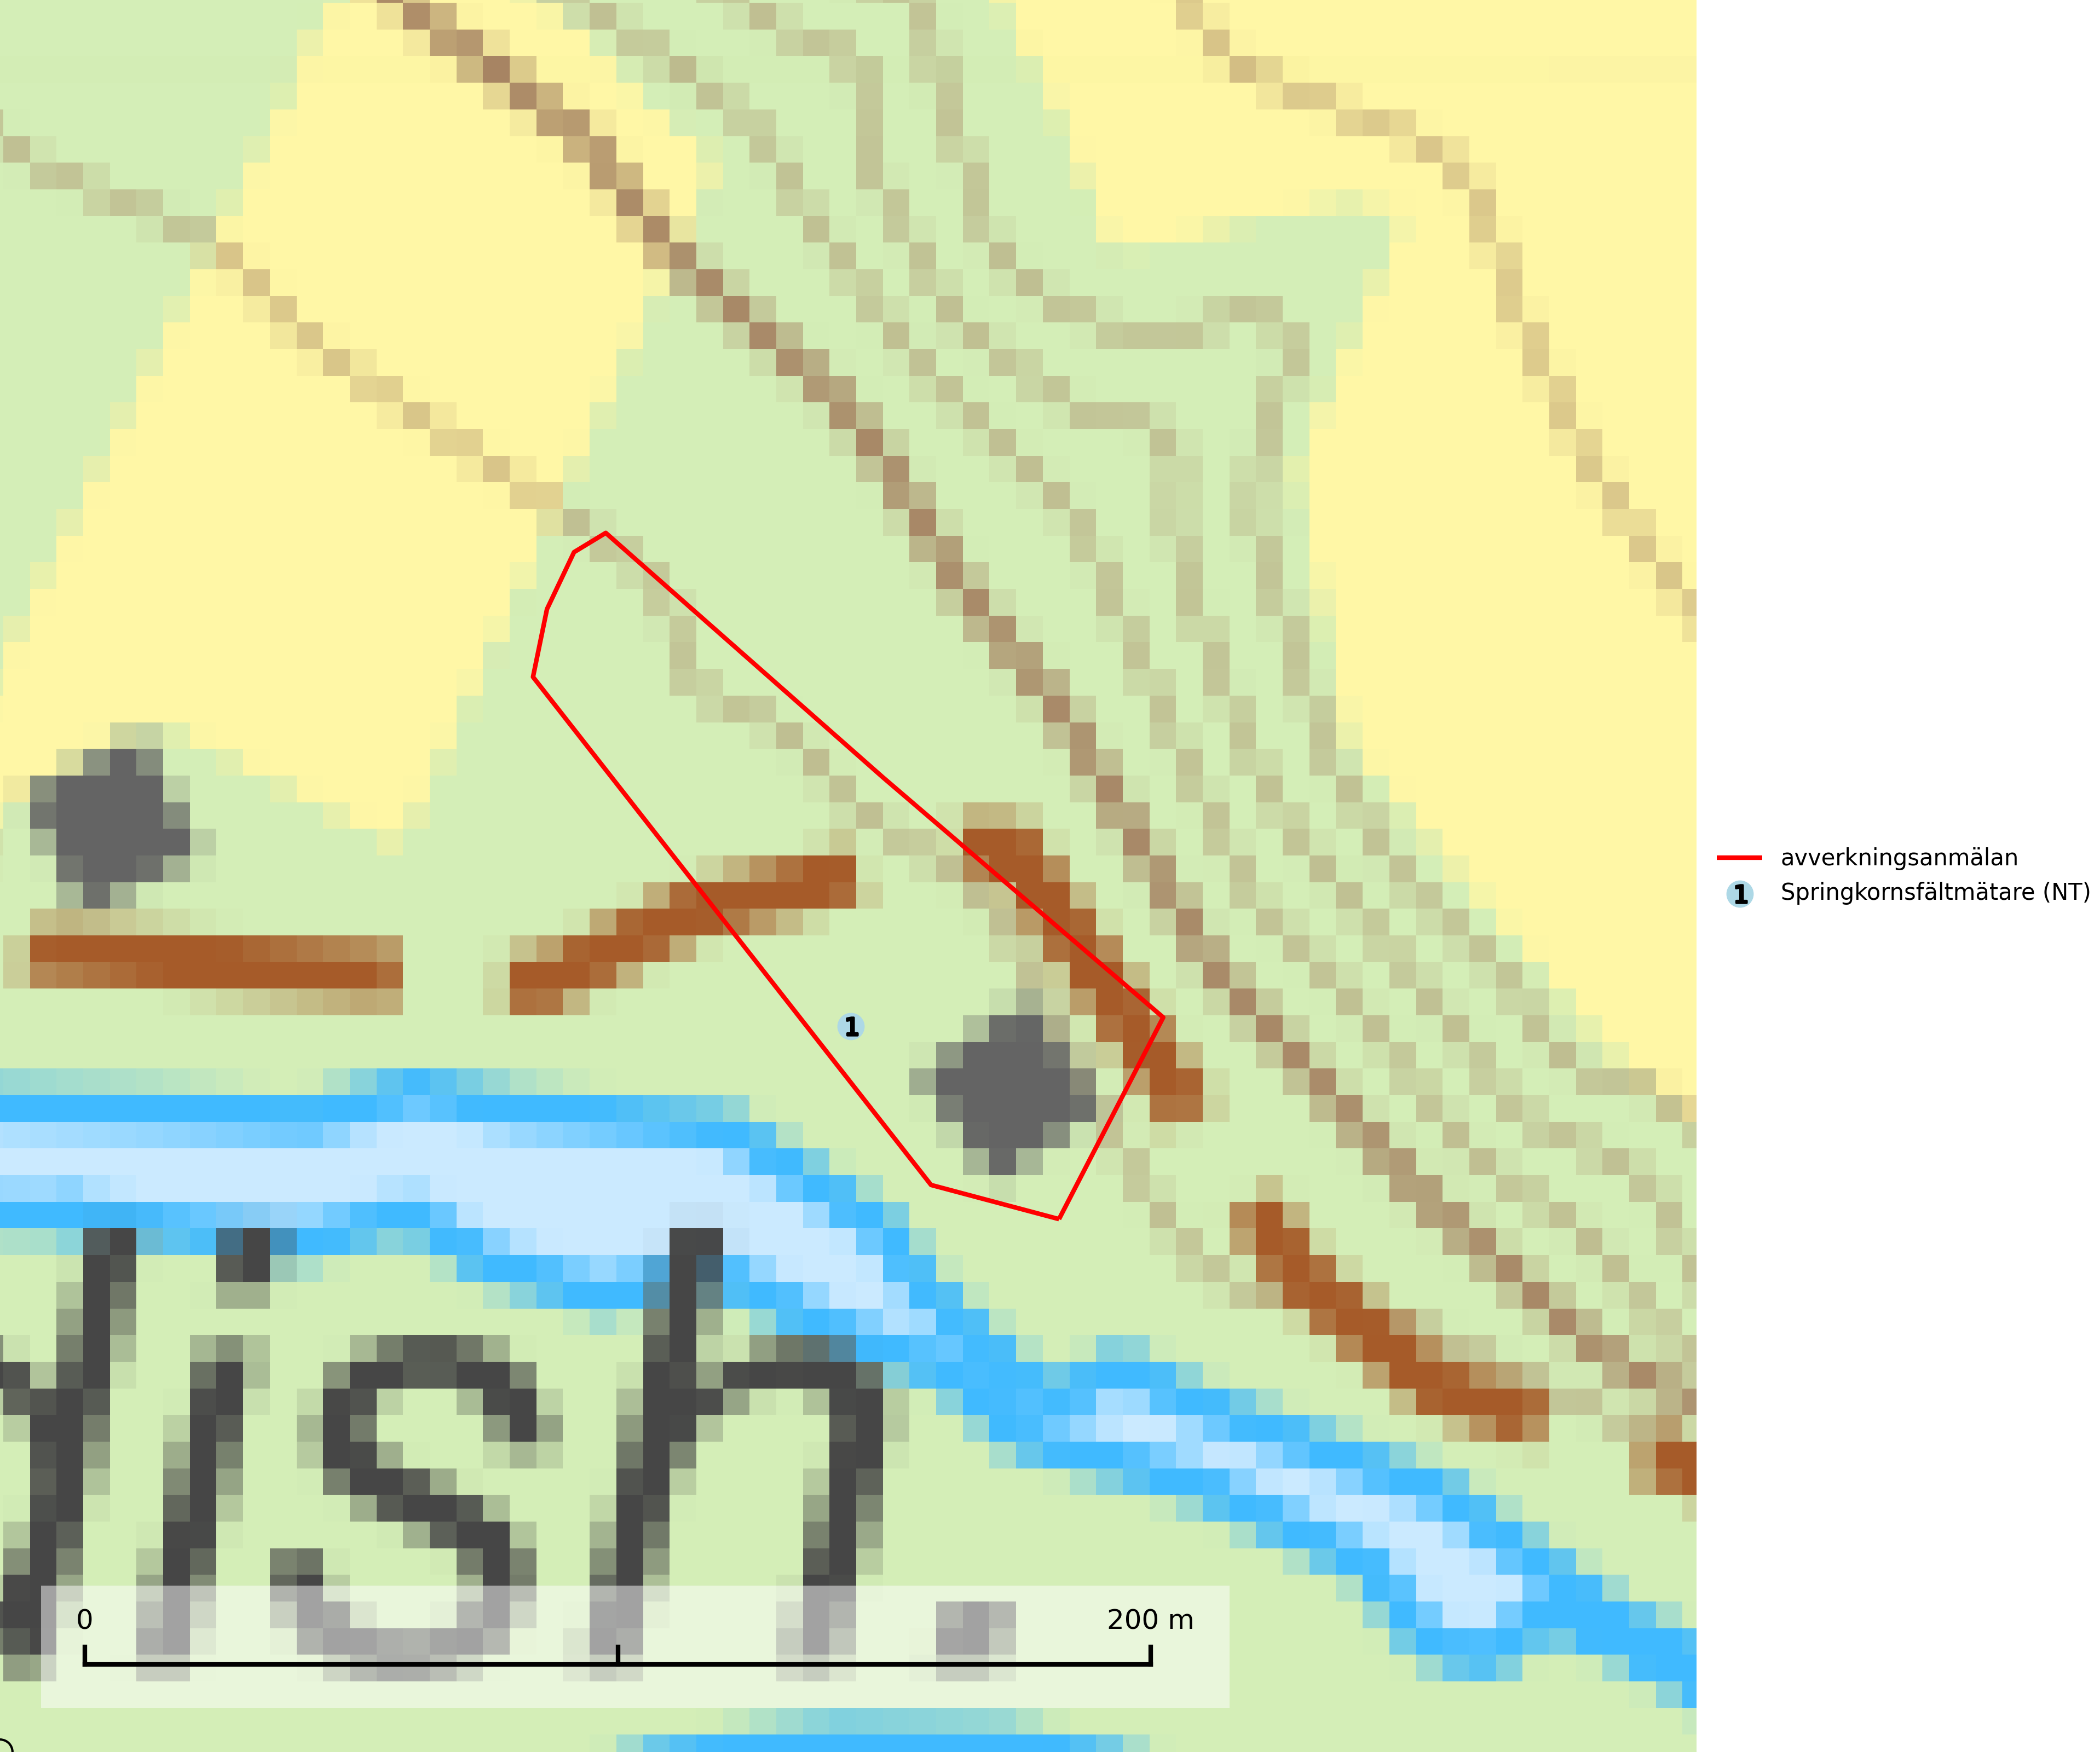 avverkningsanmälan
1 Springkornsfältmätare (NT)
1
0 200 m